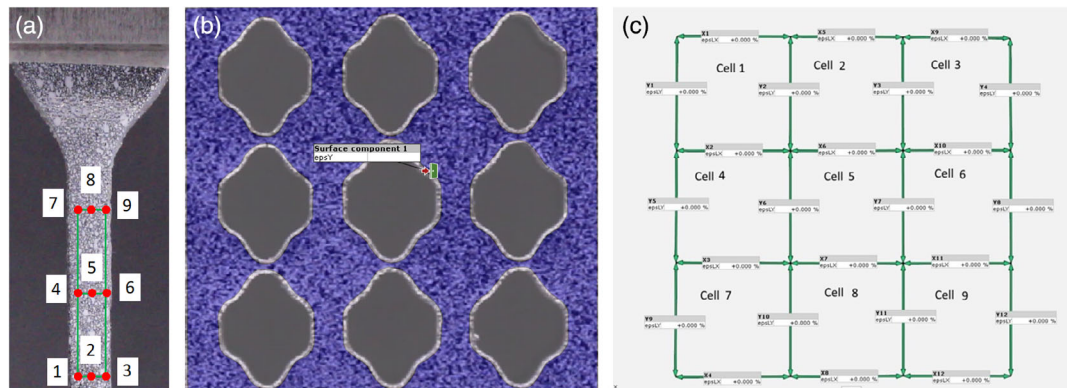 (a)
8
7
9
5
4
6
2
1
3
(b)
Surface component 1
epsY
(c)
X1
epsLX +0.000 %
X5
epsLX +0.000 %
X9
epsLX +0.000 %
Cell 1
Cell 2
Cell 3
Y1
epsLY +0.000 %
Y2
epsLY +0.000 %
Y3
epsLY +0.000 %
Y4
epsLY +0.000 %
X2
epsLX +0.000 %
X6
epsLX +0.000 %
X10
epsLX +0.000 %
Cell 4
Cell 5
Cell 6
Y5
epsLY +0.000 %
Y6
epsLY +0.000 %
Y7
epsLY +0.000 %
Y8
epsLY +0.000 %
X3
epsLX +0.000 %
X7
epsLX +0.000 %
X11
epsLX +0.000 %
Cell 7
Cell 8
Cell 9
Y9
epsLY +0.000 %
Y10
epsLY +0.000 %
Y11
epsLY +0.000 %
Y12
epsLY +0.000 %
X4
epsLX +0.000 %
X8
epsLX +0.000 %
X12
epsLX +0.000 %